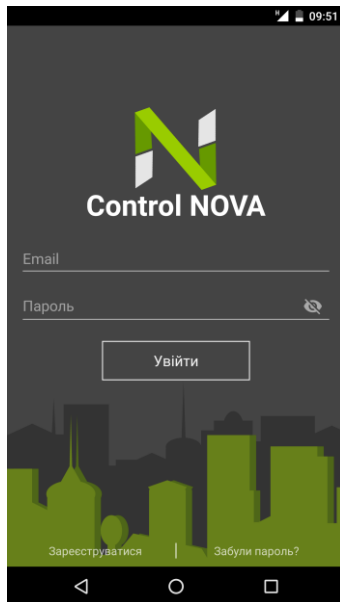 H 09:51
Control NOVA
Email
Пароль
Увійти
Зареєструватися | Забули пароль?